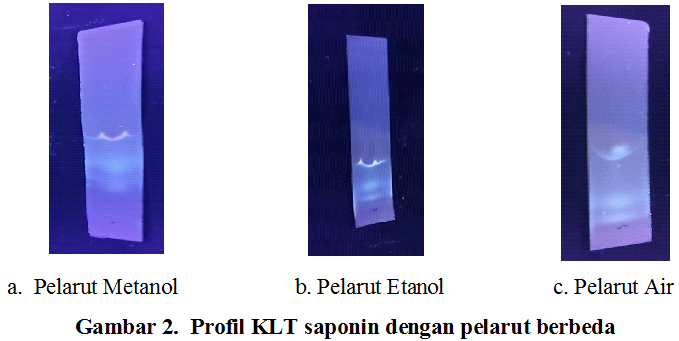 a. Pelarut Metanol
b. Pelarut Etanol
c. Pelarut Air
Gambar 2. Profil KLT saponin dengan pelarut berbeda